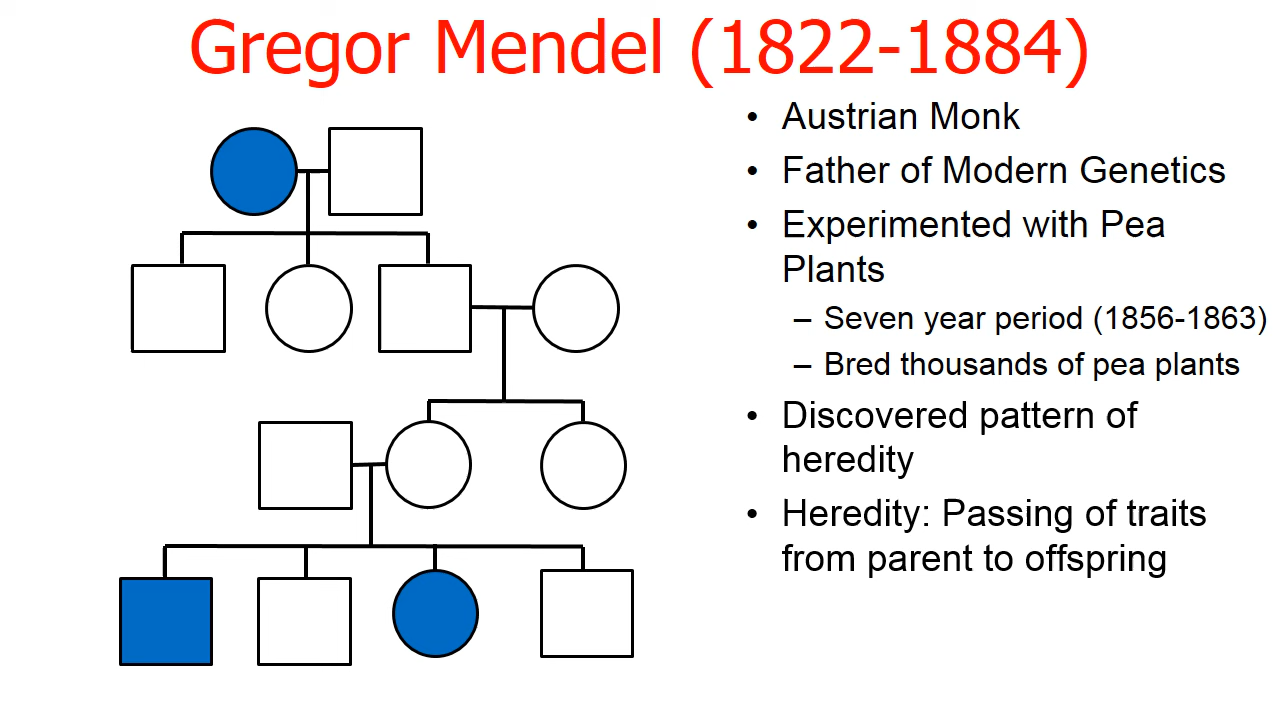 Gregor Mendel (1822-1884)
• Austrian Monk
• Father of Modern Genetics
• Experimented with Pea
Plants
– Seven year period (1856-1863)
– Bred thousands of pea plants
• Discovered pattern of
heredity
• Heredity: Passing of traits
from parent to offspring